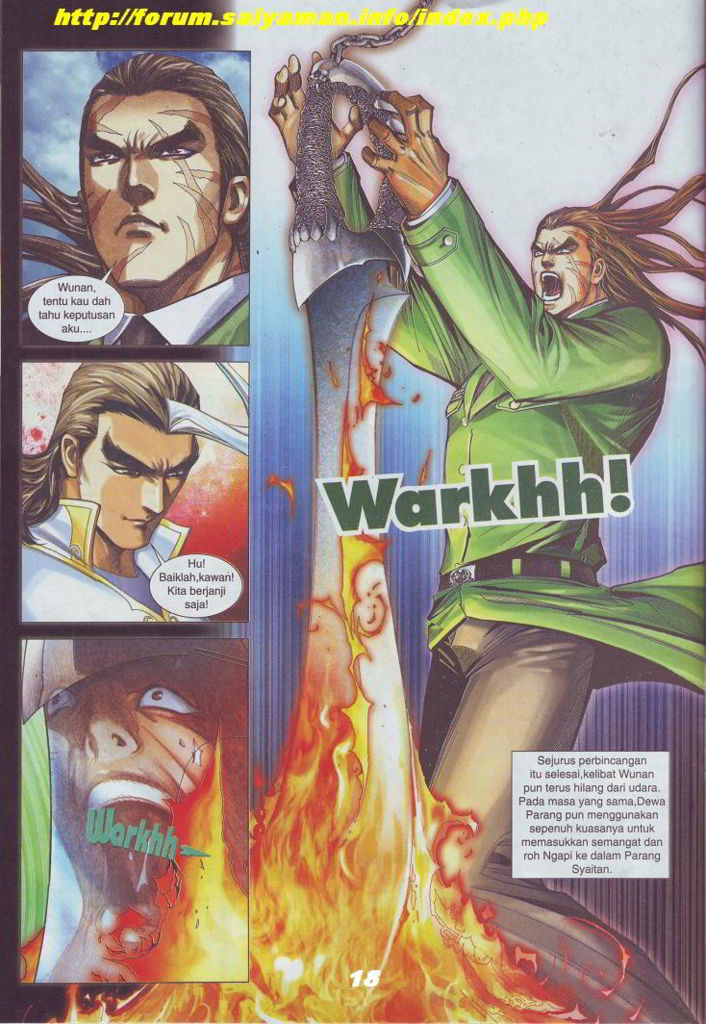 http://forum.saiyaman.info/index.php
Wunan,
tentu kau dah
tahu keputusan
aku....
Hu!
Baiklah,kawan!
Kita berjanji
saja!
Warkhh
Warkhh!
Sejurus perbincangan
itu selesai,kelibat Wunan
pun terus hilang dari udara.
Pada masa yang sama,Dewa
Parang pun menggunakan
sepenuh kuasanya untuk
memasukkan semangat dan
roh Ngapi ke dalam Parang
Syaitan.
18